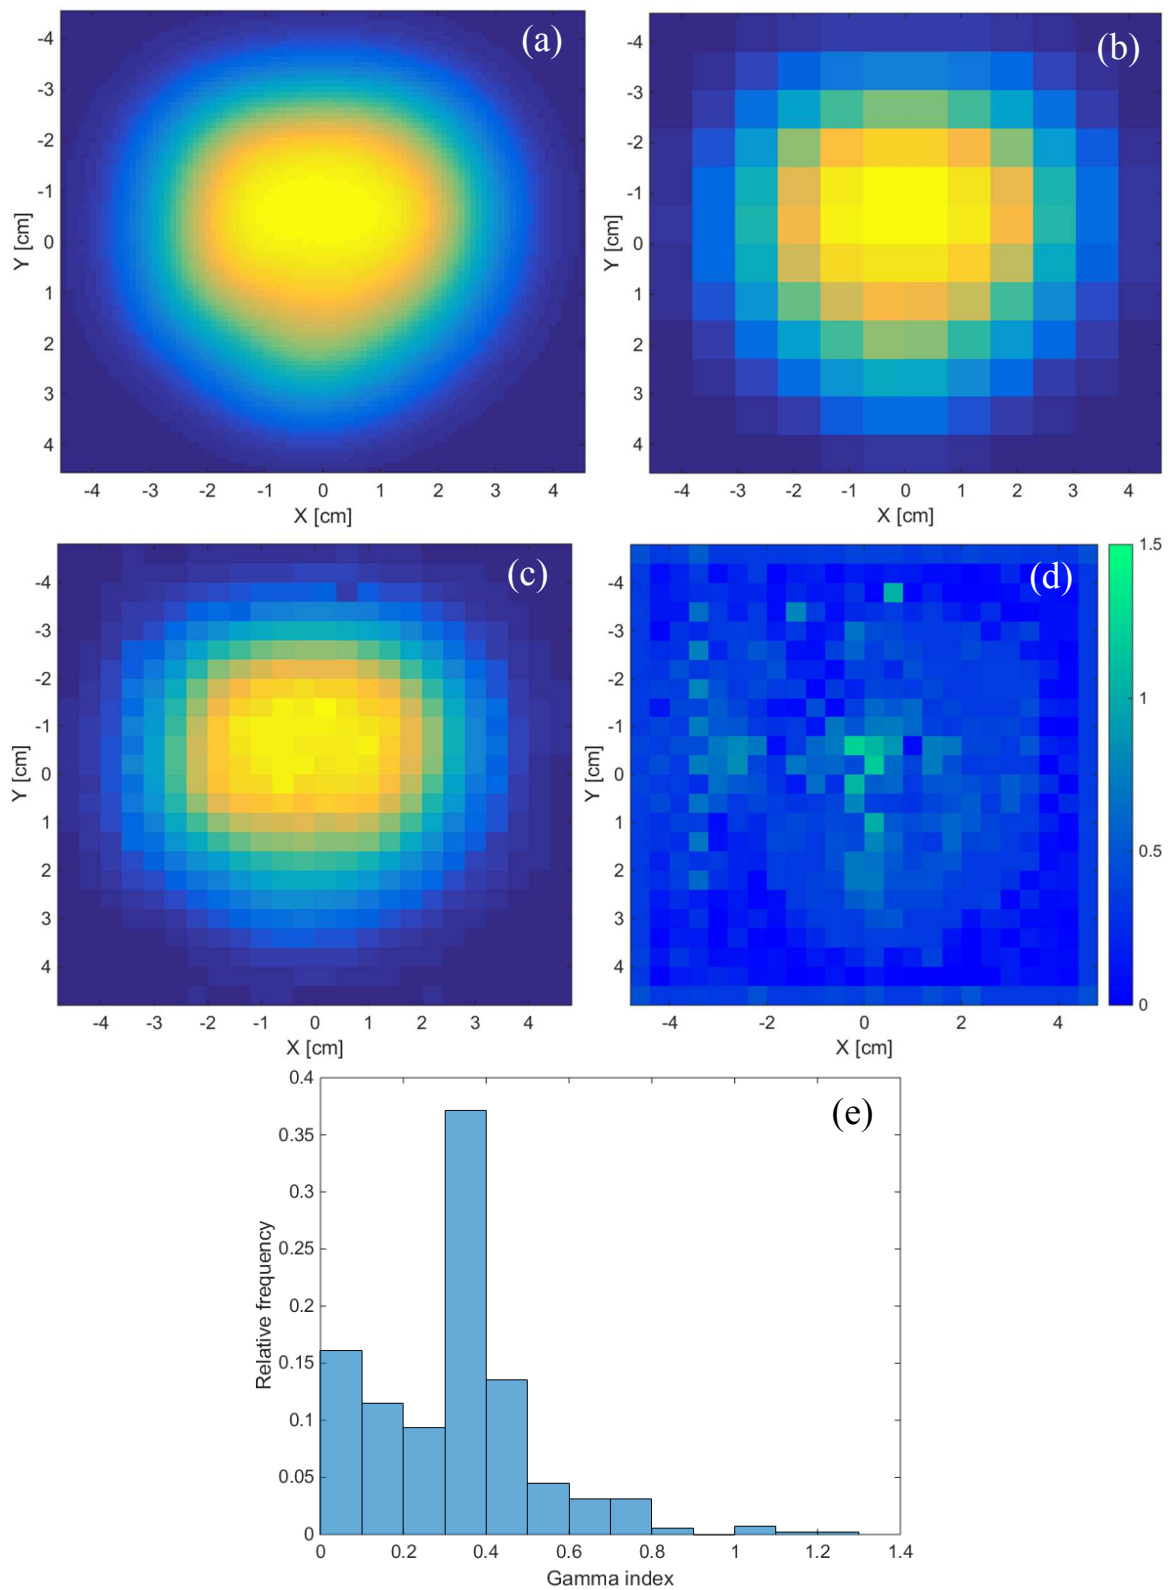 (a)
-4
-3
-2
-1
0
1
2
3
4
Y [cm]
-4 -3 -2 -1 0 1 2 3 4
X [cm]
(b)
-4
-3
-2
-1
0
1
2
3
4
Y [cm]
-4 -3 -2 -1 0 1 2 3 4
X [cm]
(c)
-4
-3
-2
-1
0
1
2
3
4
Y [cm]
-4 -3 -2 -1 0 1 2 3 4
X [cm]
(d)
-4
-3
-2
-1
0
1
2
3
4
Y [cm]
-4 -2 0 2 4
X [cm]
1.5
1
0.5
0
(e)
0.4
0.35
0.3
0.25
0.2
0.15
0.1
0.05
0
Relative frequency
0 0.2 0.4 0.6 0.8 1 1.2 1.4
Gamma index